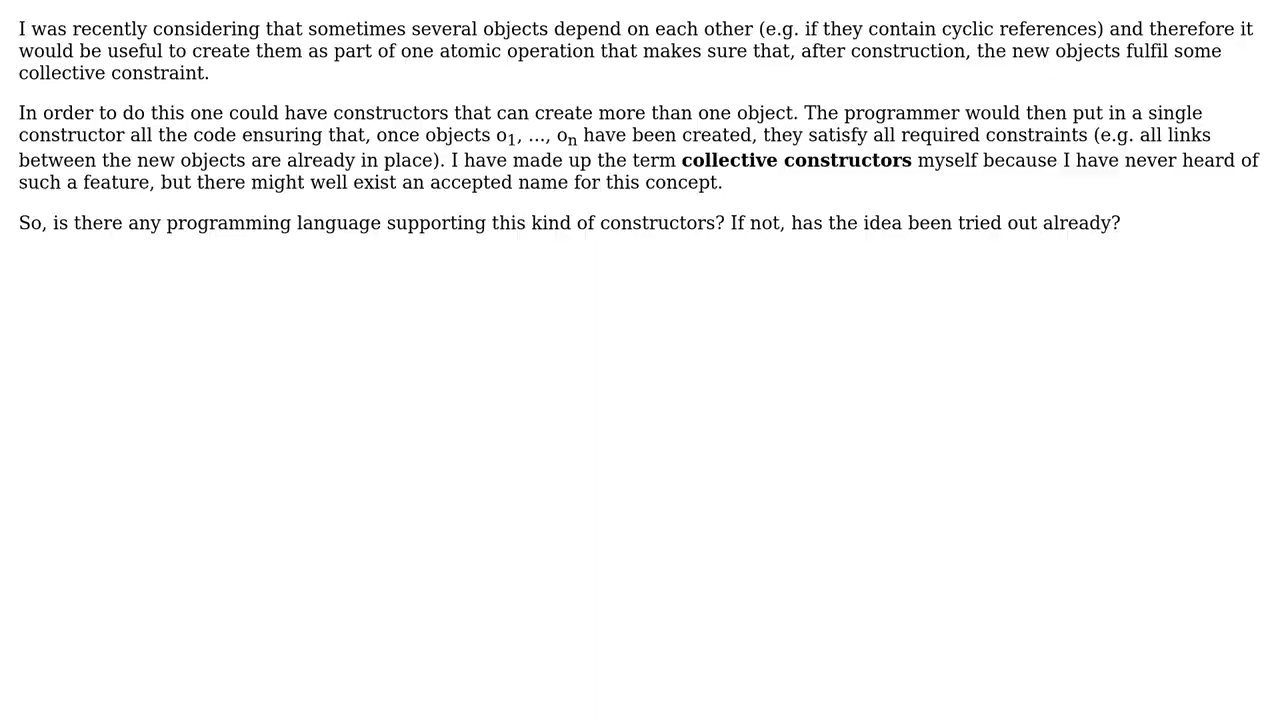 I was recently considering that sometimes several objects depend on each other (e.g. if they contain cyclic references) and therefore it
would be useful to create them as part of one atomic operation that makes sure that, after construction, the new objects fulfil some
collective constraint.
In order to do this one could have constructors that can create more than one object. The programmer would then put in a single
constructor all the code ensuring that, once objects o1, ..., on have been created, they satisfy all required constraints (e.g. all links
between the new objects are already in place). I have made up the term collective constructors myself because I have never heard of
such a feature, but there might well exist an accepted name for this concept.
So, is there any programming language supporting this kind of constructors? If not, has the idea been tried out already?